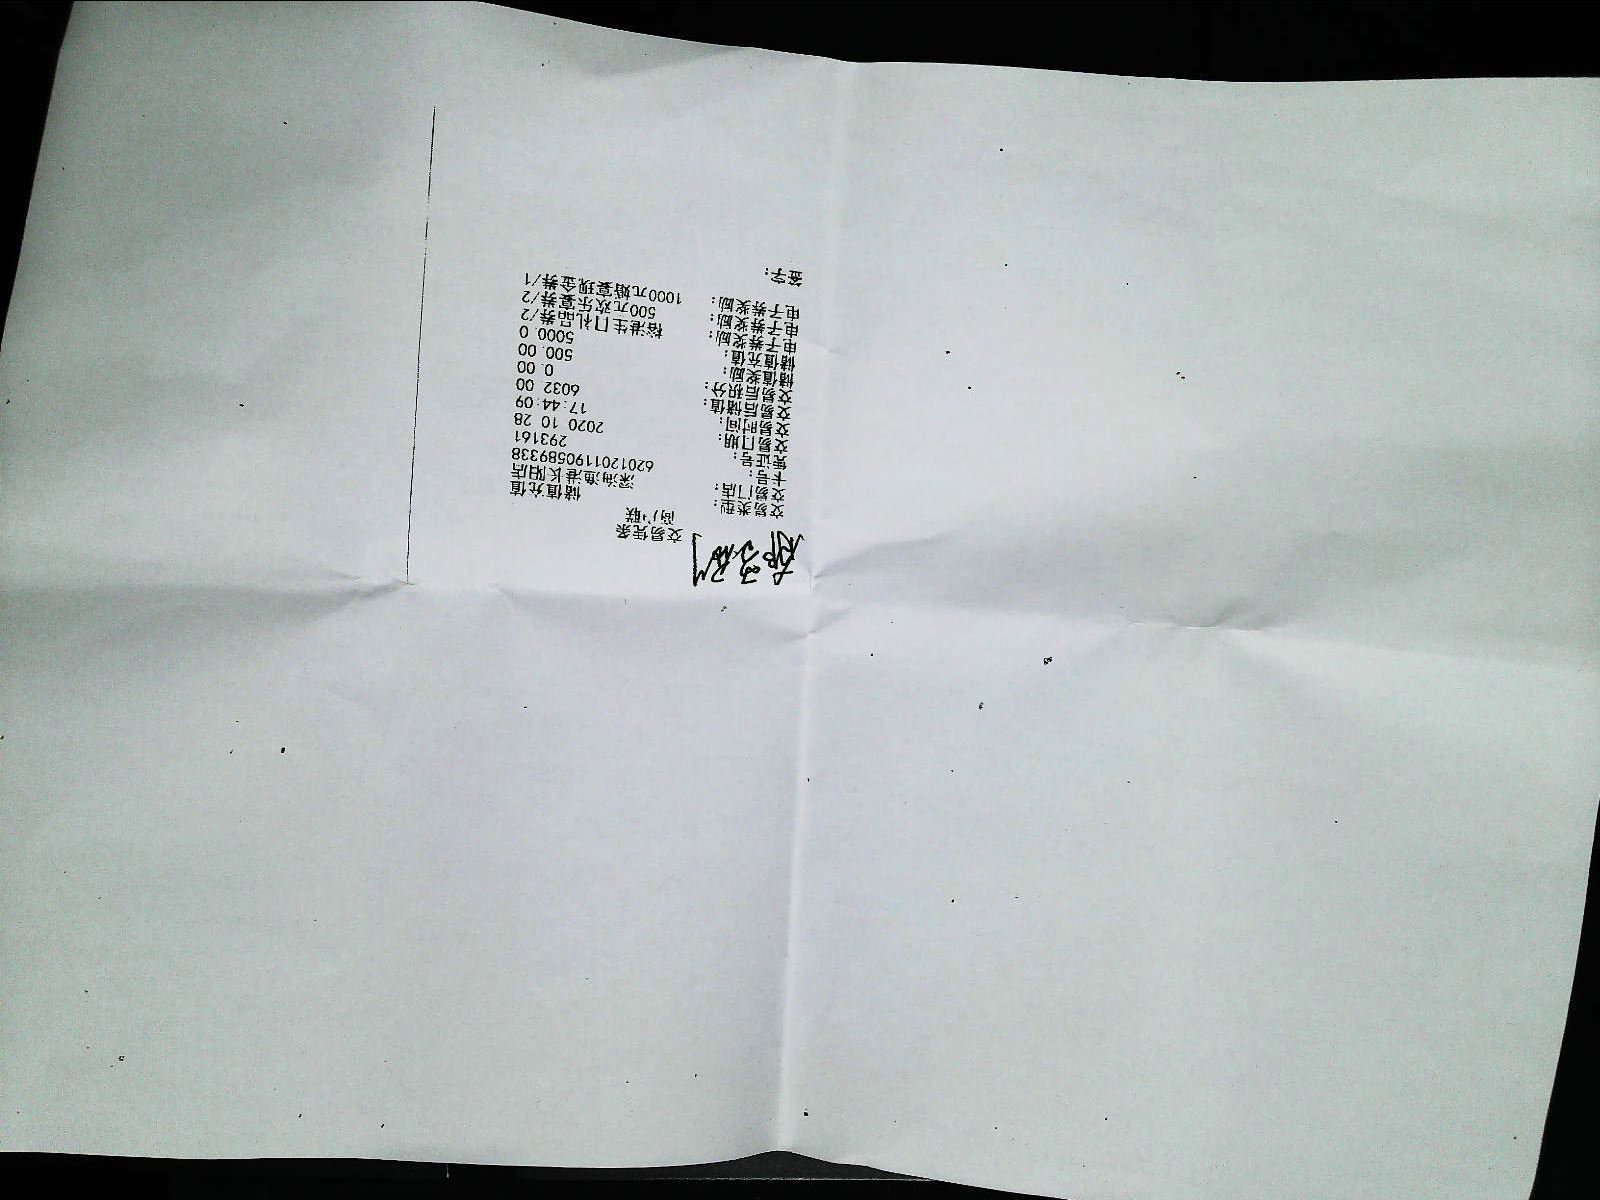 交易凭条
商户联
交易类型: 储值充值
交易门店: 深海渔港长阳店
卡号: 6201201190589338
凭证号: 293161
交易日期: 2020 10 28
交易时间: 17:44:09
交易后储值: 6032 00
交易后积分: 0. 00
储值奖励: 500. 00
储值充值: 5000. 0
电子券奖励: 裕港生日礼品券/2
电子券奖励: 500元欢乐宴券/2
电子券奖励: 1000元婚宴现金券/1
签字: